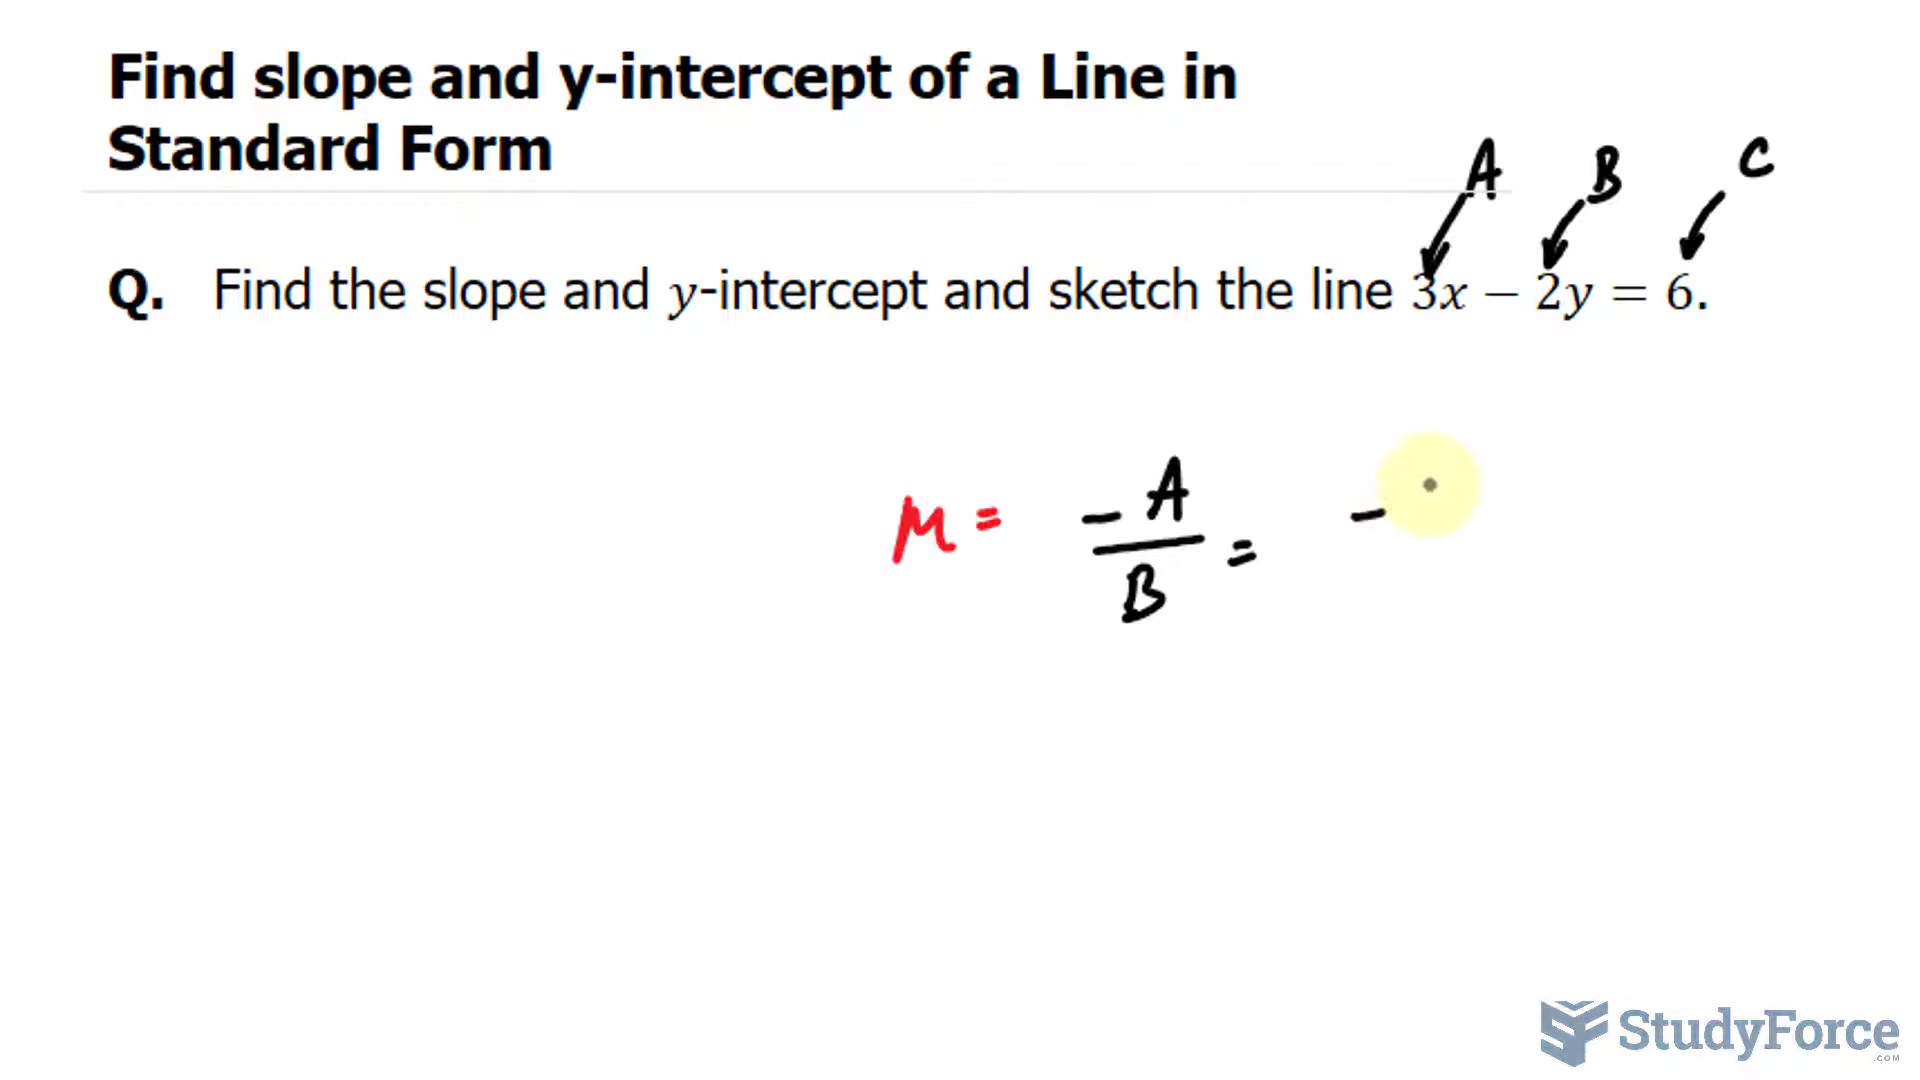 Find slope and y-intercept of a Line in
Standard Form
A B C
Q. Find the slope and y-intercept and sketch the line 3x − 2y = 6.
M = -A/B = -
StudyForce
.COM